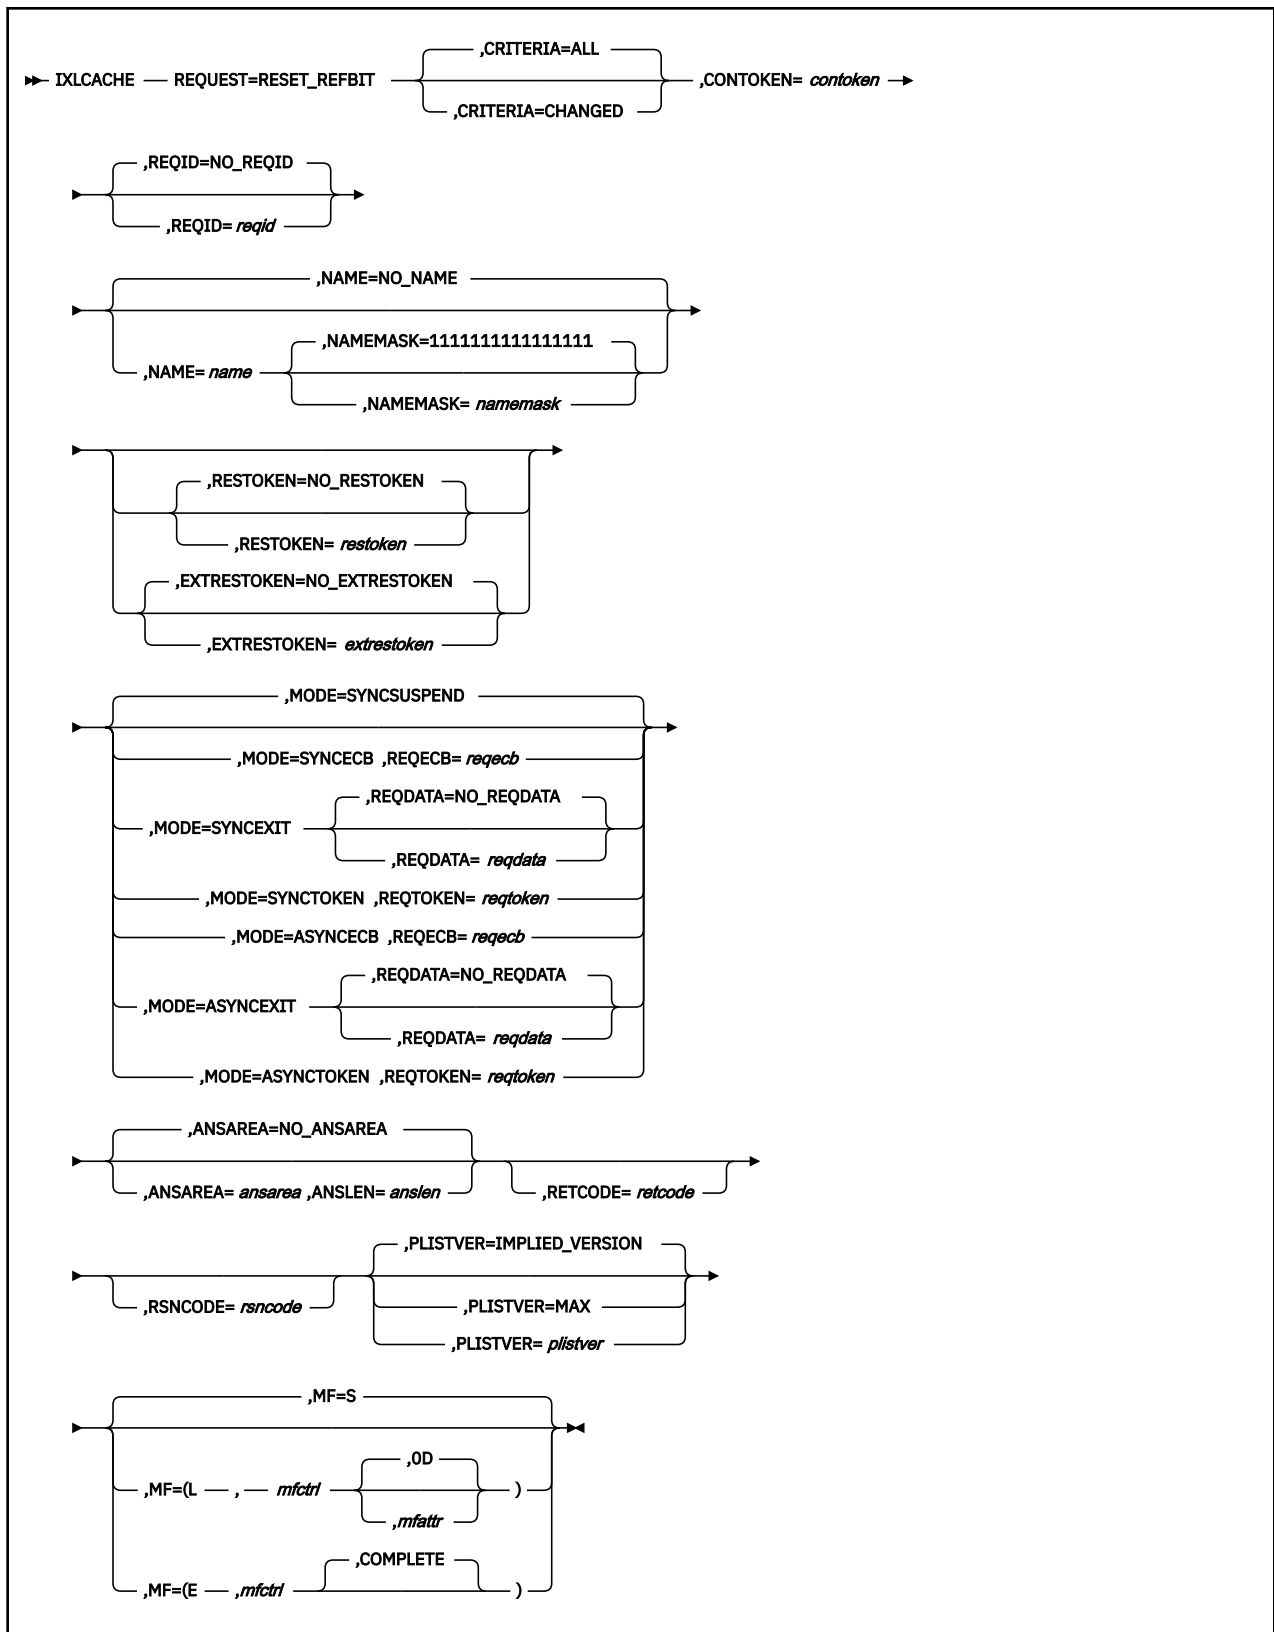 ,CRITERIA=ALL
IXLCACHE REQUEST=RESET_REFBIT ,CONTOKEN= contoken
,CRITERIA=CHANGED
,REQID=NO_REQID
,REQID= reqid
,NAME=NO_NAME
,NAMEMASK=1111111111111111
,NAME= name
,NAMEMASK= namemask
,RESTOKEN=NO_RESTOKEN
,RESTOKEN= restoken
,EXTRESTOKEN=NO_EXTRESTOKEN
,EXTRESTOKEN= extrestoken
,MODE=SYNCSUSPEND
,MODE=SYNCECB ,REQECB= reqecb
,REQDATA=NO_REQDATA
,MODE=SYNCEXIT
,REQDATA= reqdata
,MODE=SYNCTOKEN ,REQTOKEN= reqtoken
,MODE=ASYNCECB ,REQECB= reqecb
,REQDATA=NO_REQDATA
,MODE=ASYNCEXIT
,REQDATA= reqdata
,MODE=ASYNCTOKEN ,REQTOKEN= reqtoken
,ANSAREA=NO_ANSAREA
,ANSAREA= ansarea ,ANSLEN= anslen ,RETCODE= retcode
,PLISTVER=IMPLIED_VERSION
,RSNCODE= rsncode ,PLISTVER=MAX
,PLISTVER= plistver
,MF=S
,0D
,MF=(L , mfctrl )
,mfattr
,COMPLETE
,MF=(E ,mfctrl )